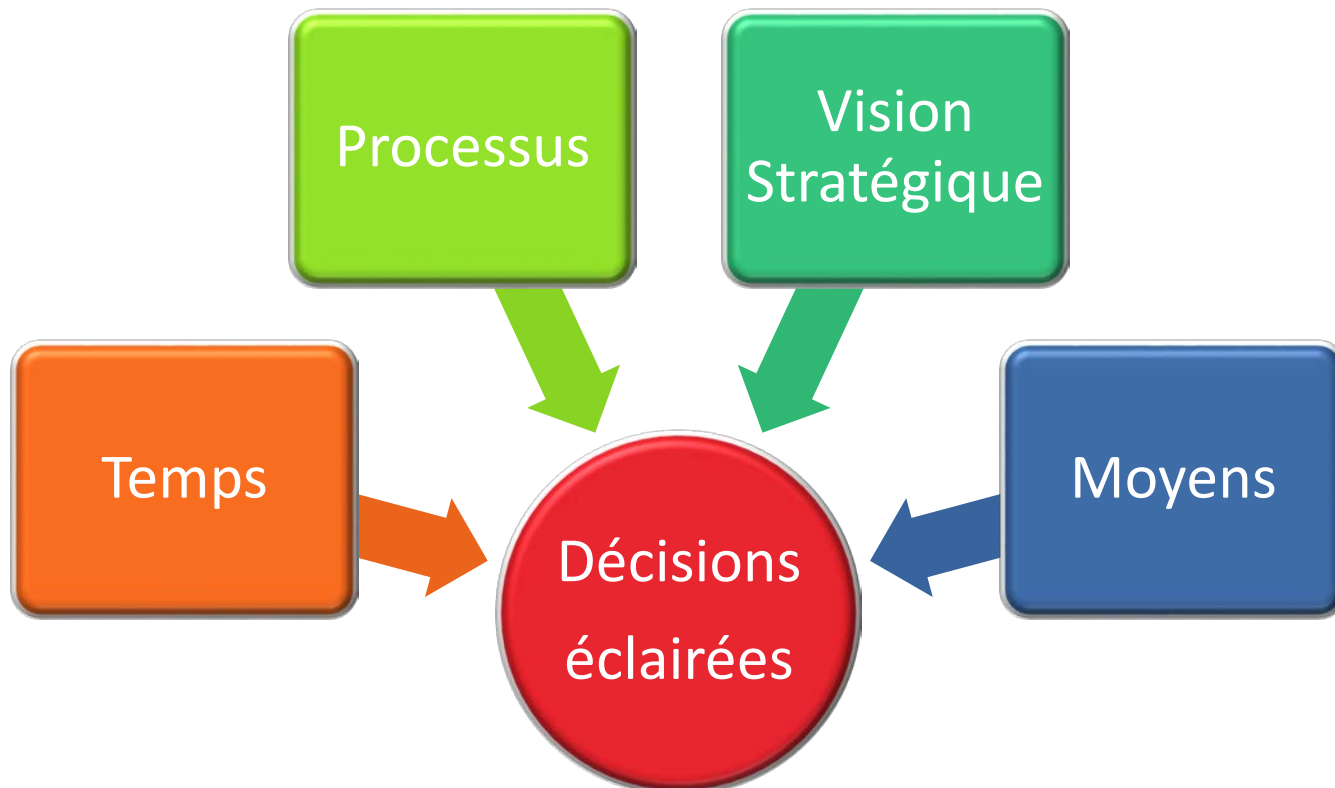 Processus
Vision
Stratégique
Temps
Moyens
Décisions
éclairées